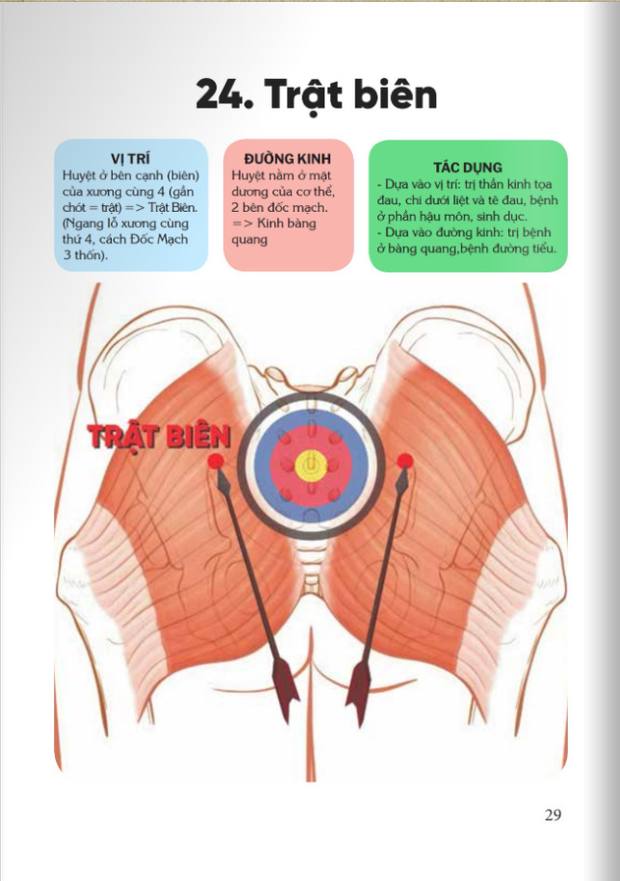 24. Trật biên
VỊ TRÍ
Huyệt ở bên cạnh (biên)
của xương cùng 4 (gần
chót = trật) => Trật Biên.
(Ngang lỗ xương cùng
thứ 4, cách Đốc Mạch
3 thốn).
ĐƯỜNG KINH
Huyệt nằm ở mặt
dương của cơ thể,
2 bên đốc mạch.
=> Kinh bàng
quang
TÁC DỤNG
- Dựa vào vị trí: trị thần kinh tọa
đau, chi dưới liệt và tê đau, bệnh
ở phần hậu môn, sinh dục.
- Dựa vào đường kinh: trị bệnh
ở bàng quang,bệnh đường tiểu.
TRẬT BIÊN
29